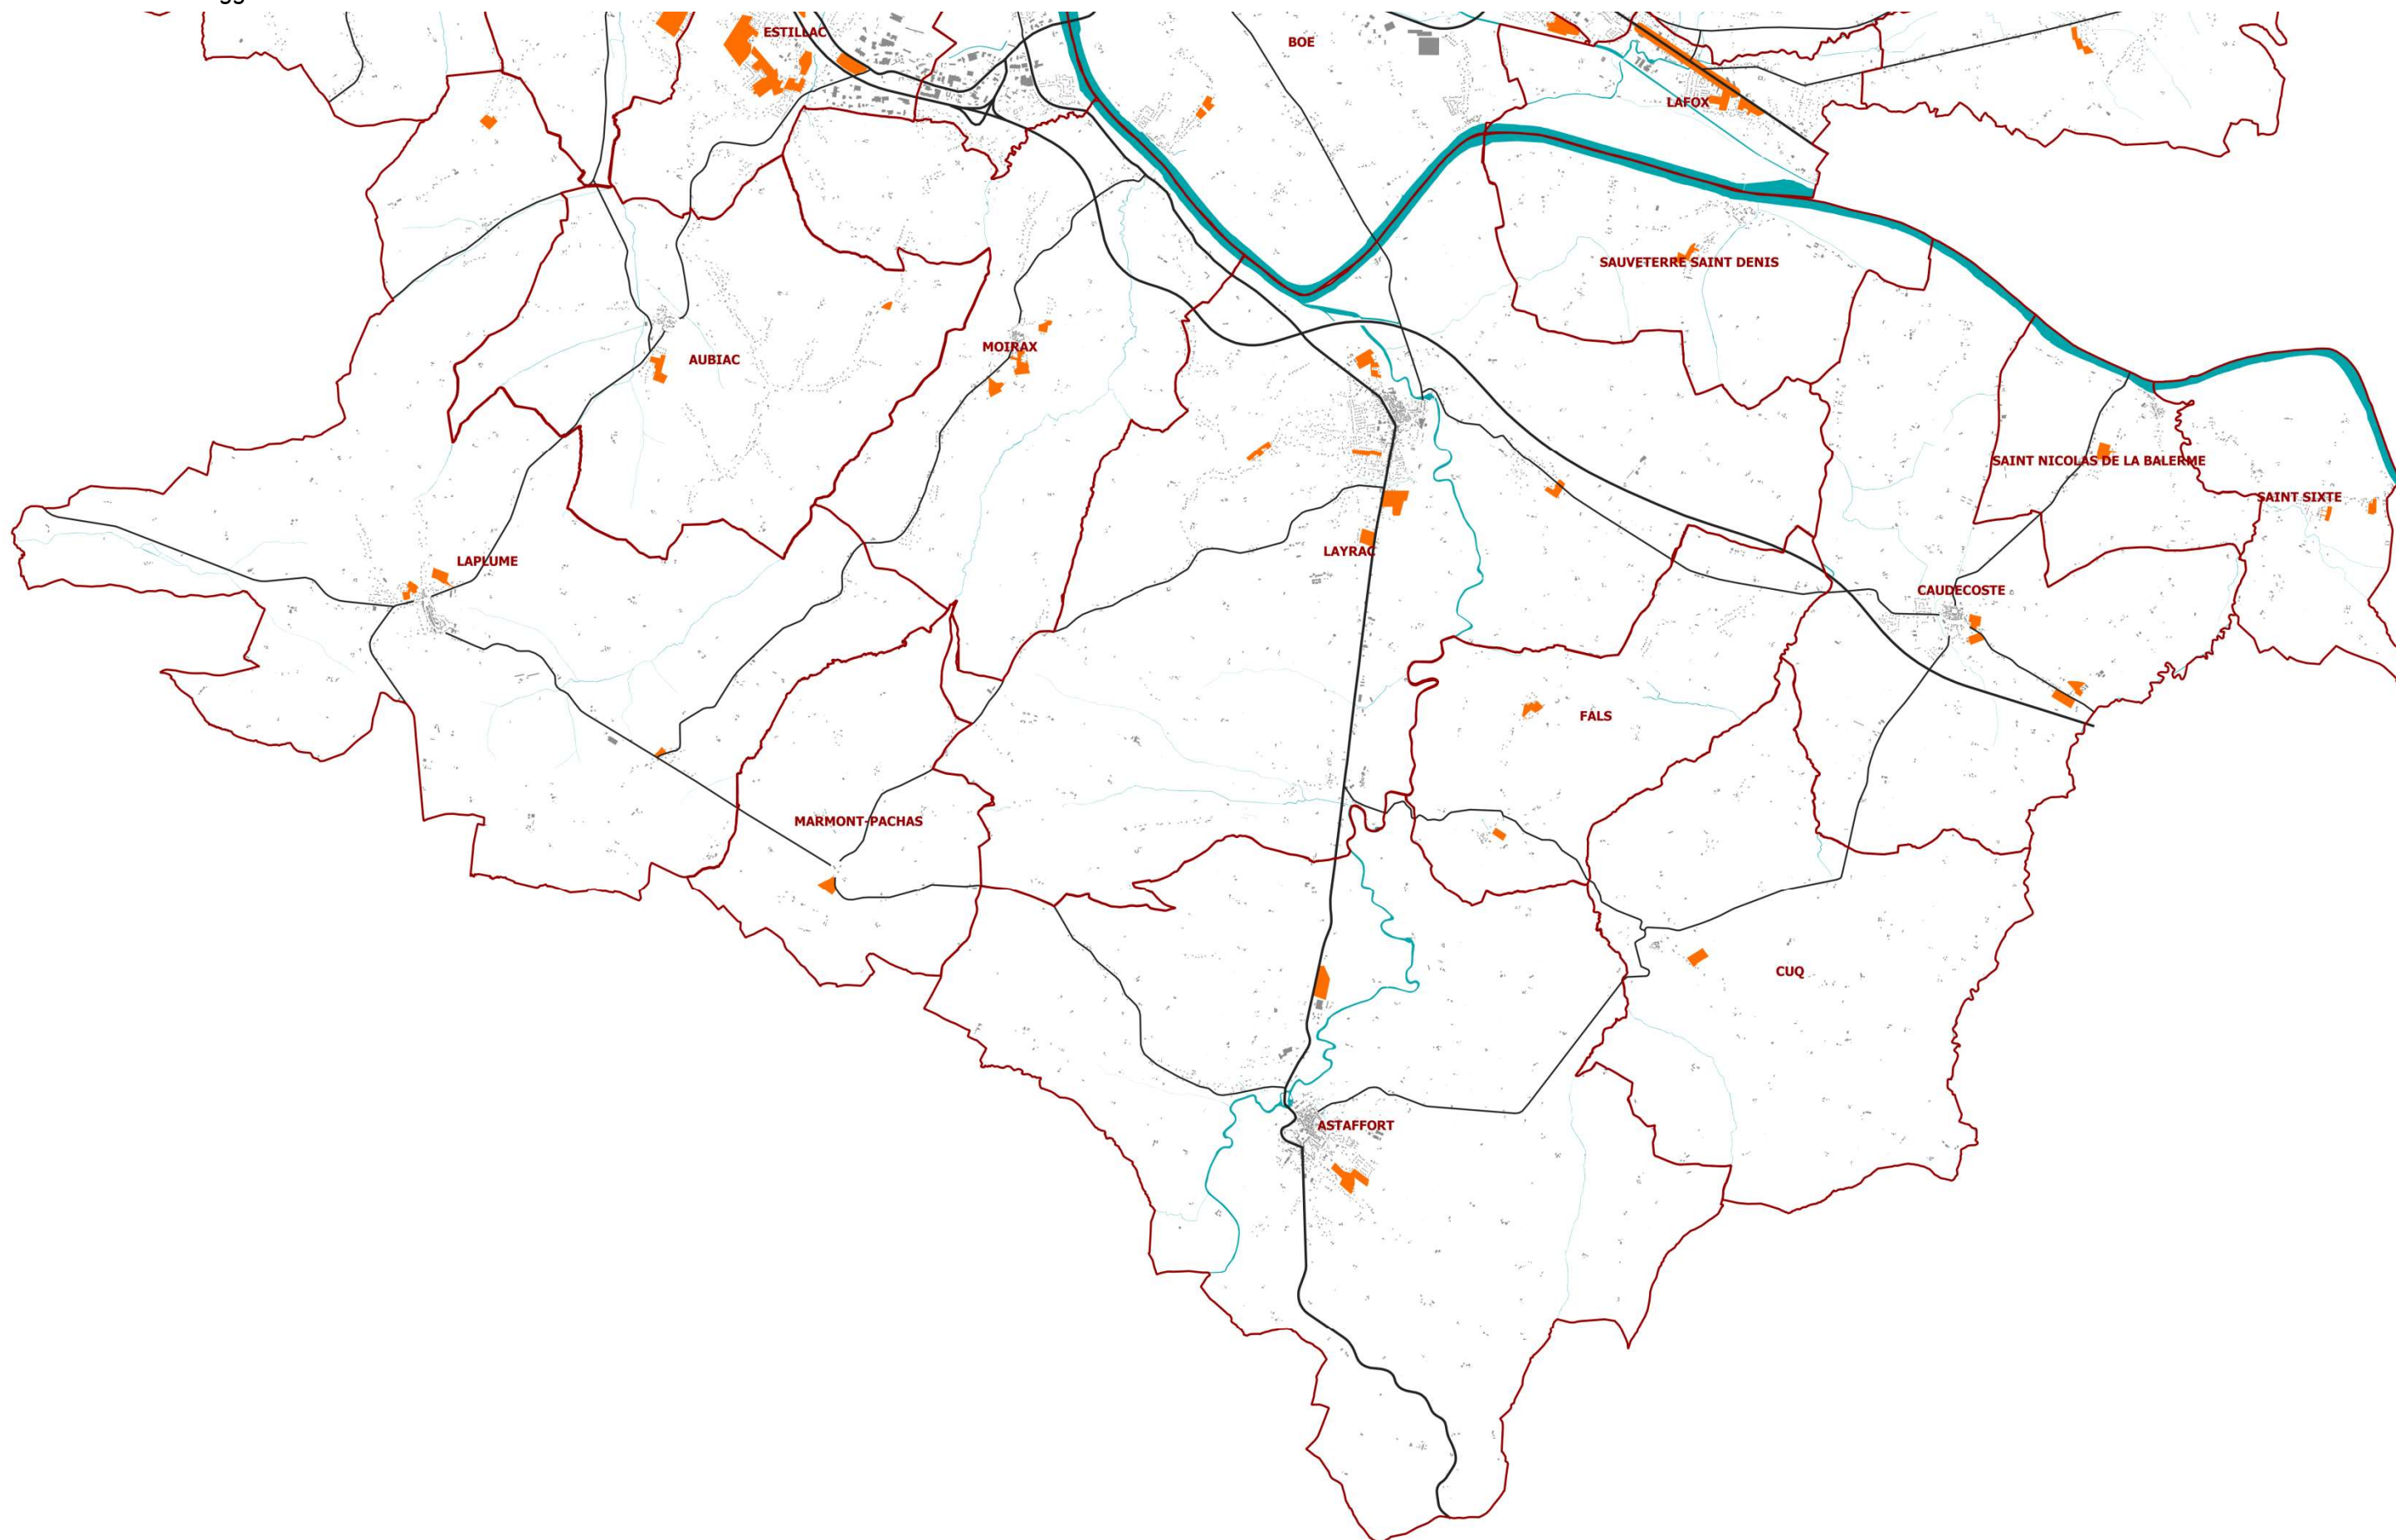 ESTILLAC
BOE
LAFOX
SAUVETERRE SAINT DENIS
MOIRAX
AUBIAC
SAINT NICOLAS DE LA BALERME
SAINT SIXTE
LAYRAC
LAPLUME
CAUDECOSTE
FALS
MARMONT-PACHAS
CUQ
ASTAFFORT